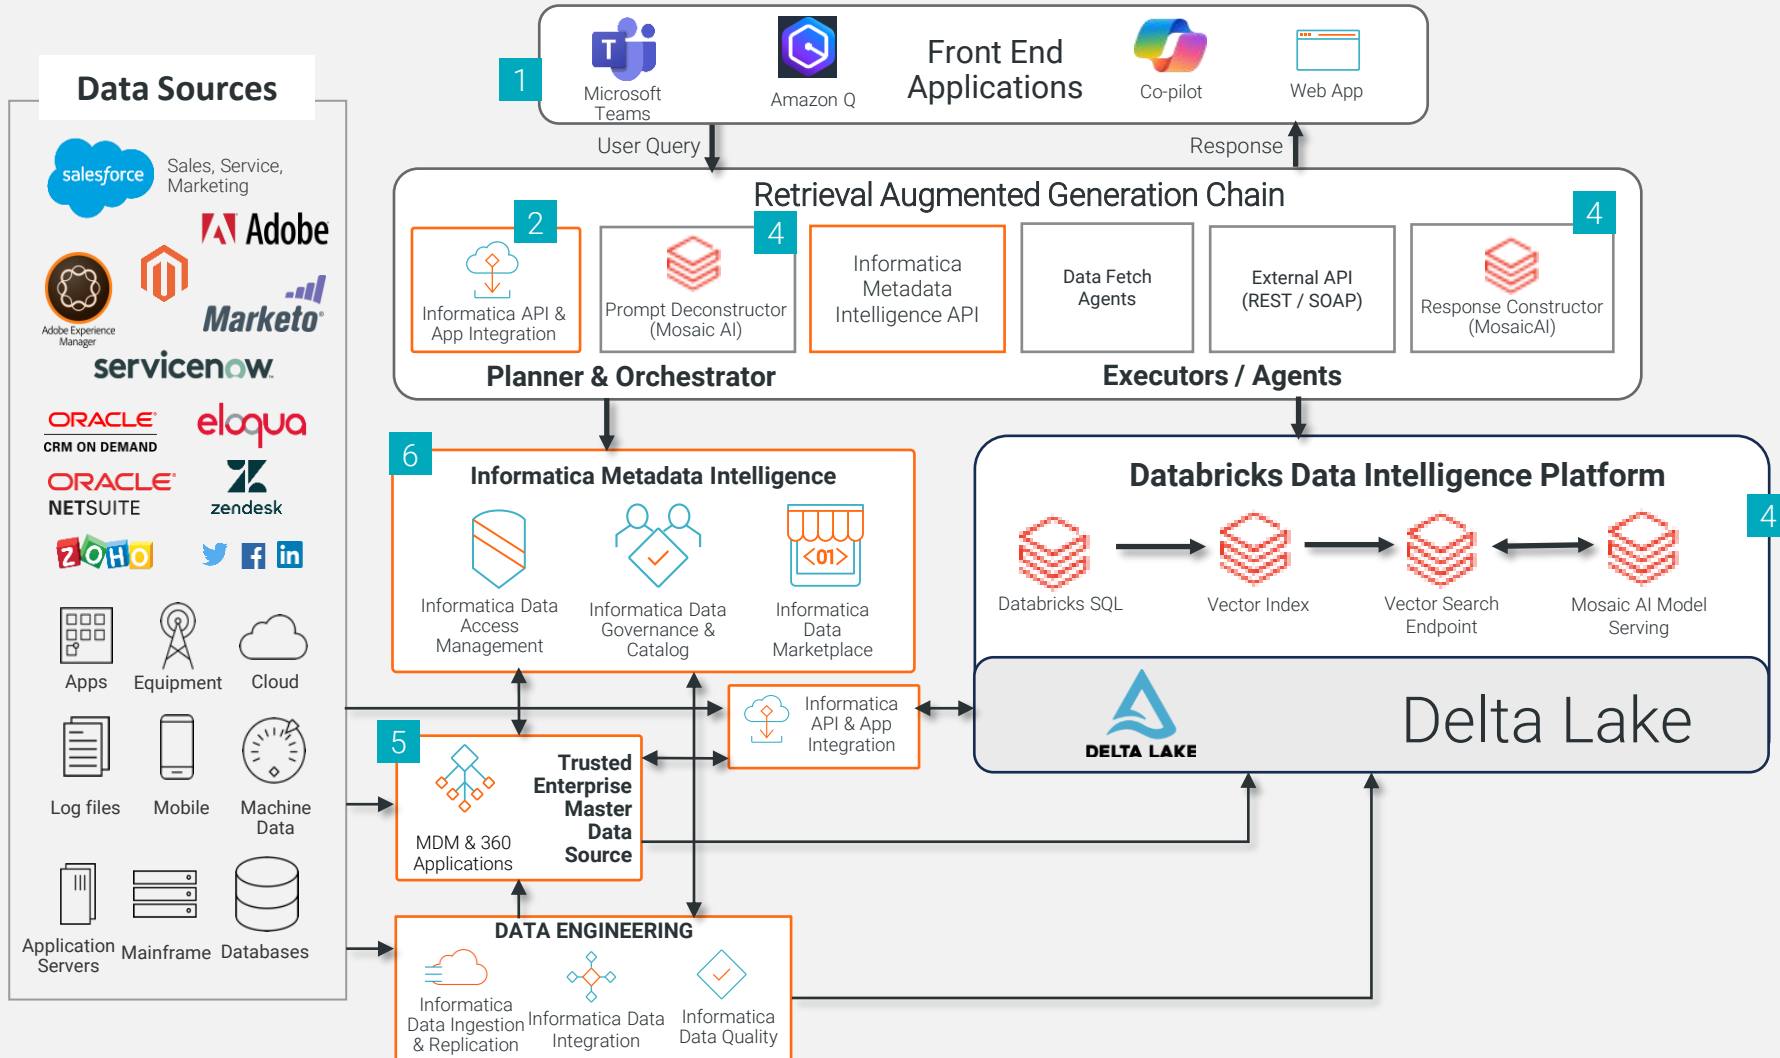 Data Sources
salesforce
Sales, Service,
Marketing
Adobe
Adobe Experience
Manager
Marketo
servicenow
ORACLE
CRM ON DEMAND
eloqua
ORACLE
NETSUITE
zendesk
ZOHO
Apps
Equipment
Cloud
Log files
Mobile
Machine
Data
Application
Servers
Mainframe
Databases
1
T
Microsoft
Teams
Amazon Q
Front End
Applications
Co-pilot
Web App
User Query
Response
Retrieval Augmented Generation Chain
2
Informatica API &
App Integration
4
Prompt Deconstructor
(Mosaic AI)
Informatica
Metadata
Intelligence API
Data Fetch
Agents
External API
(REST / SOAP)
4
Response Constructor
(MosaicAI)
Planner & Orchestrator
Executors / Agents
6
Informatica Metadata Intelligence
Informatica Data
Access
Management
Informatica Data
Governance &
Catalog
<01>
Informatica
Data
Marketplace
Databricks Data Intelligence Platform
4
Databricks SQL
Vector Index
Vector Search
Endpoint
Mosaic AI Model
Serving
DELTA LAKE
Delta Lake
Informatica
API & App
Integration
5
MDM & 360
Applications
Trusted
Enterprise
Master
Data
Source
DATA ENGINEERING
Informatica
Data Ingestion
& Replication
Informatica Data
Integration
Informatica
Data Quality